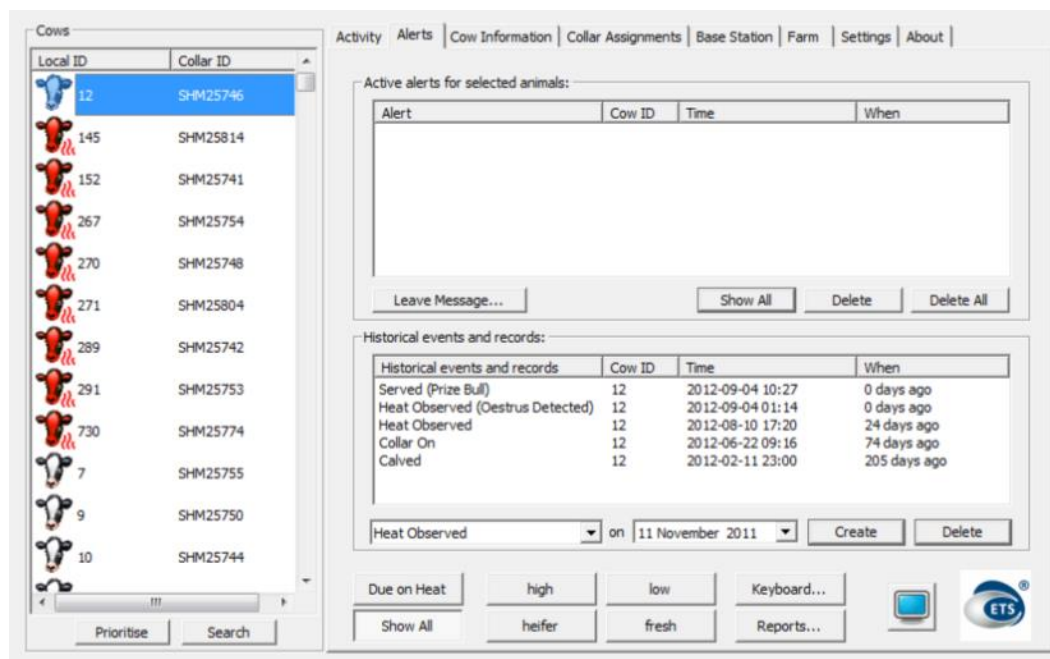 Cows
Local ID Collar ID
12 SHM25746
145 SHM25814
152 SHM25741
267 SHM25754
270 SHM25748
271 SHM25804
289 SHM25742
291 SHM25753
730 SHM25774
7 SHM25755
9 SHM25750
10 SHM25744
Prioritise Search
Activity Alerts Cow Information Collar Assignments Base Station Farm Settings About
Active alerts for selected animals:
Alert Cow ID Time When
Leave Message... Show All Delete Delete All
Historical events and records:
Historical events and records Cow ID Time When
Served (Prize Bull) 12 2012-09-04 10:27 0 days ago
Heat Observed (Oestrus Detected) 12 2012-09-04 01:14 0 days ago
Heat Observed 12 2012-08-10 17:20 24 days ago
Collar On 12 2012-06-22 09:16 74 days ago
Calved 12 2012-02-11 23:00 205 days ago
Heat Observed on 11 November 2011 Create Delete
Due on Heat high low Keyboard...
Show All heifer fresh Reports...
ETS ®